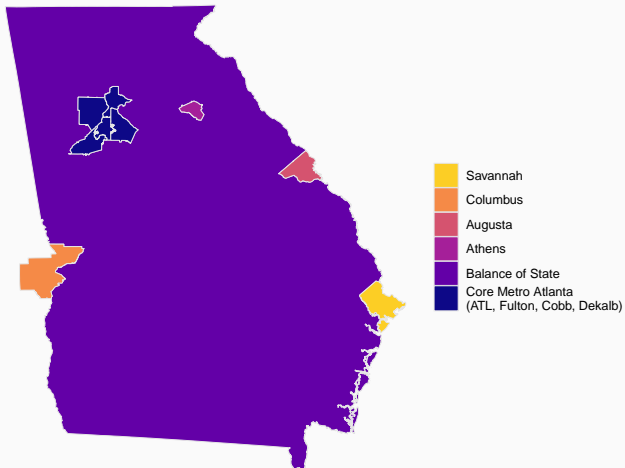 Savannah
Columbus
Augusta
Athens
Balance of State
Core Metro Atlanta
(ATL, Fulton, Cobb, Dekalb)